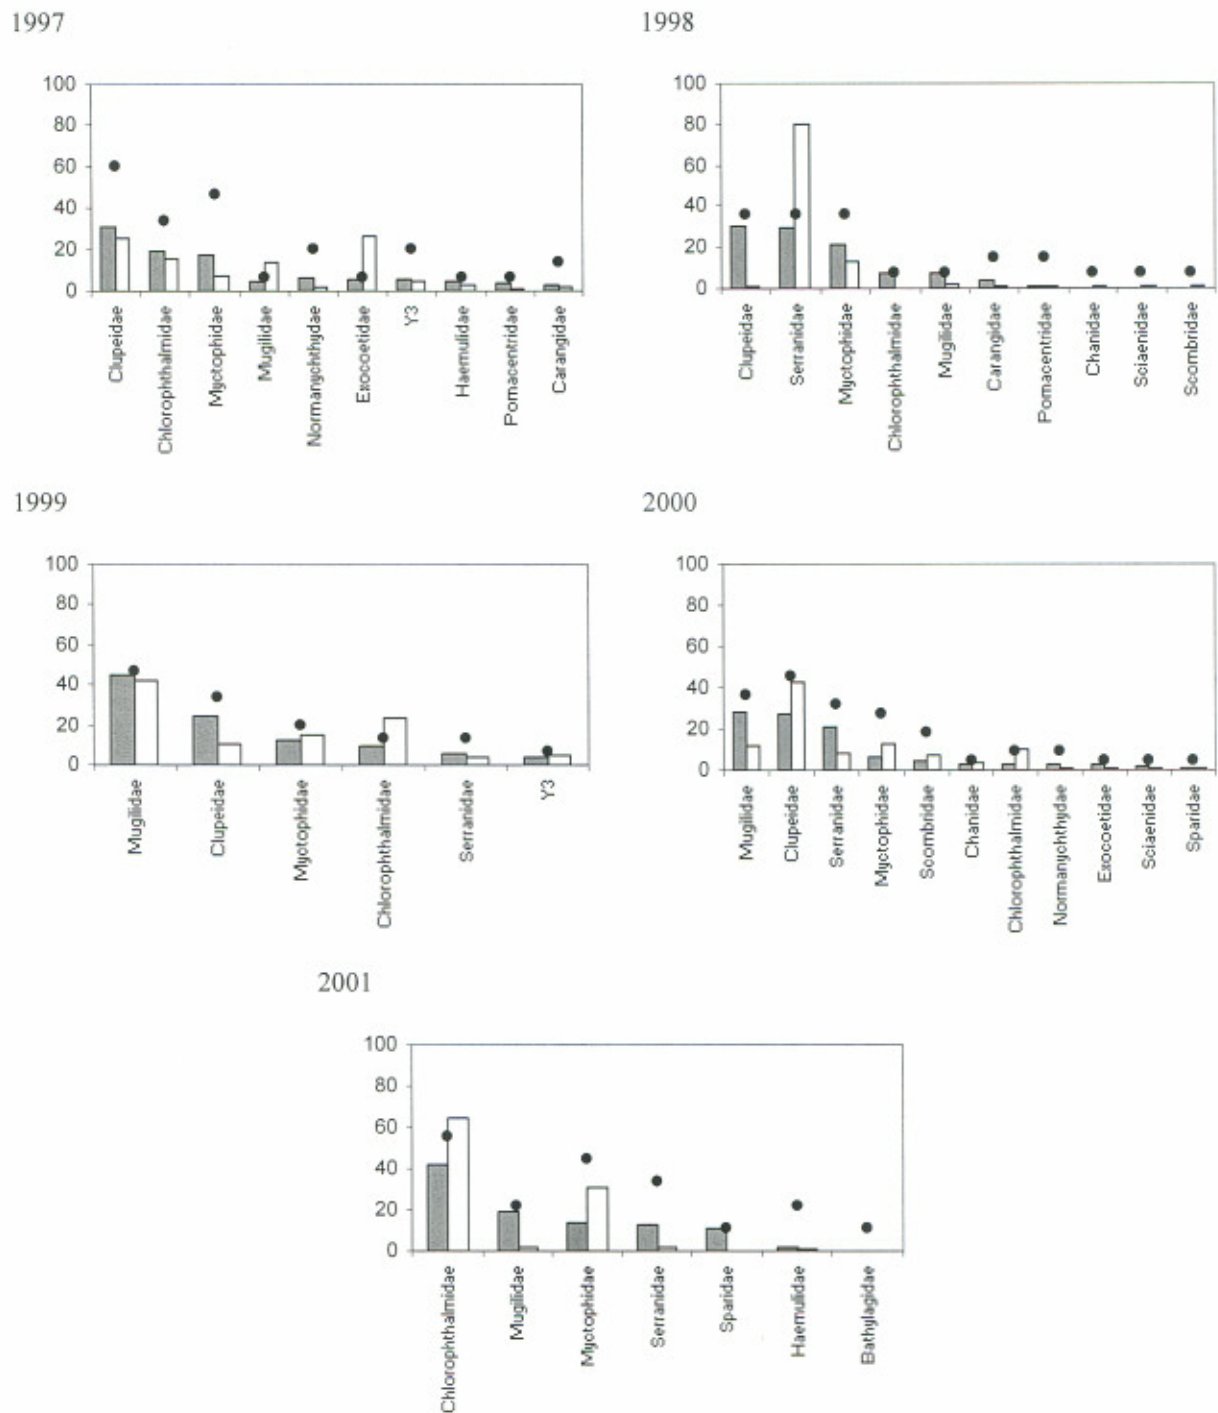 1997
100
80
60
40
20
0
Clupeidae
Chlorophthalmidae
Myctophidae
Mugilidae
Normanychthydae
Exocoetidae
Y3
Haemulidae
Pomacentridae
Carangidae
1998
100
80
60
40
20
0
Clupeidae
Serranidae
Myctophidae
Chlorophthalmidae
Mugilidae
Carangidae
Pomacentridae
Chanidae
Sciaenidae
Scombridae
1999
100
80
60
40
20
0
Mugilidae
Clupeidae
Myctophidae
Chlorophthalmidae
Serranidae
Y3
2000
100
80
60
40
20
0
Mugilidae
Clupeidae
Serranidae
Myctophidae
Scombridae
Chanidae
Chlorophthalmidae
Normanychthydae
Exocoetidae
Sciaenidae
Sparidae
2001
100
80
60
40
20
0
Chlorophthalmidae
Mugilidae
Myctophidae
Serranidae
Sparidae
Haemulidae
Bathylagidae